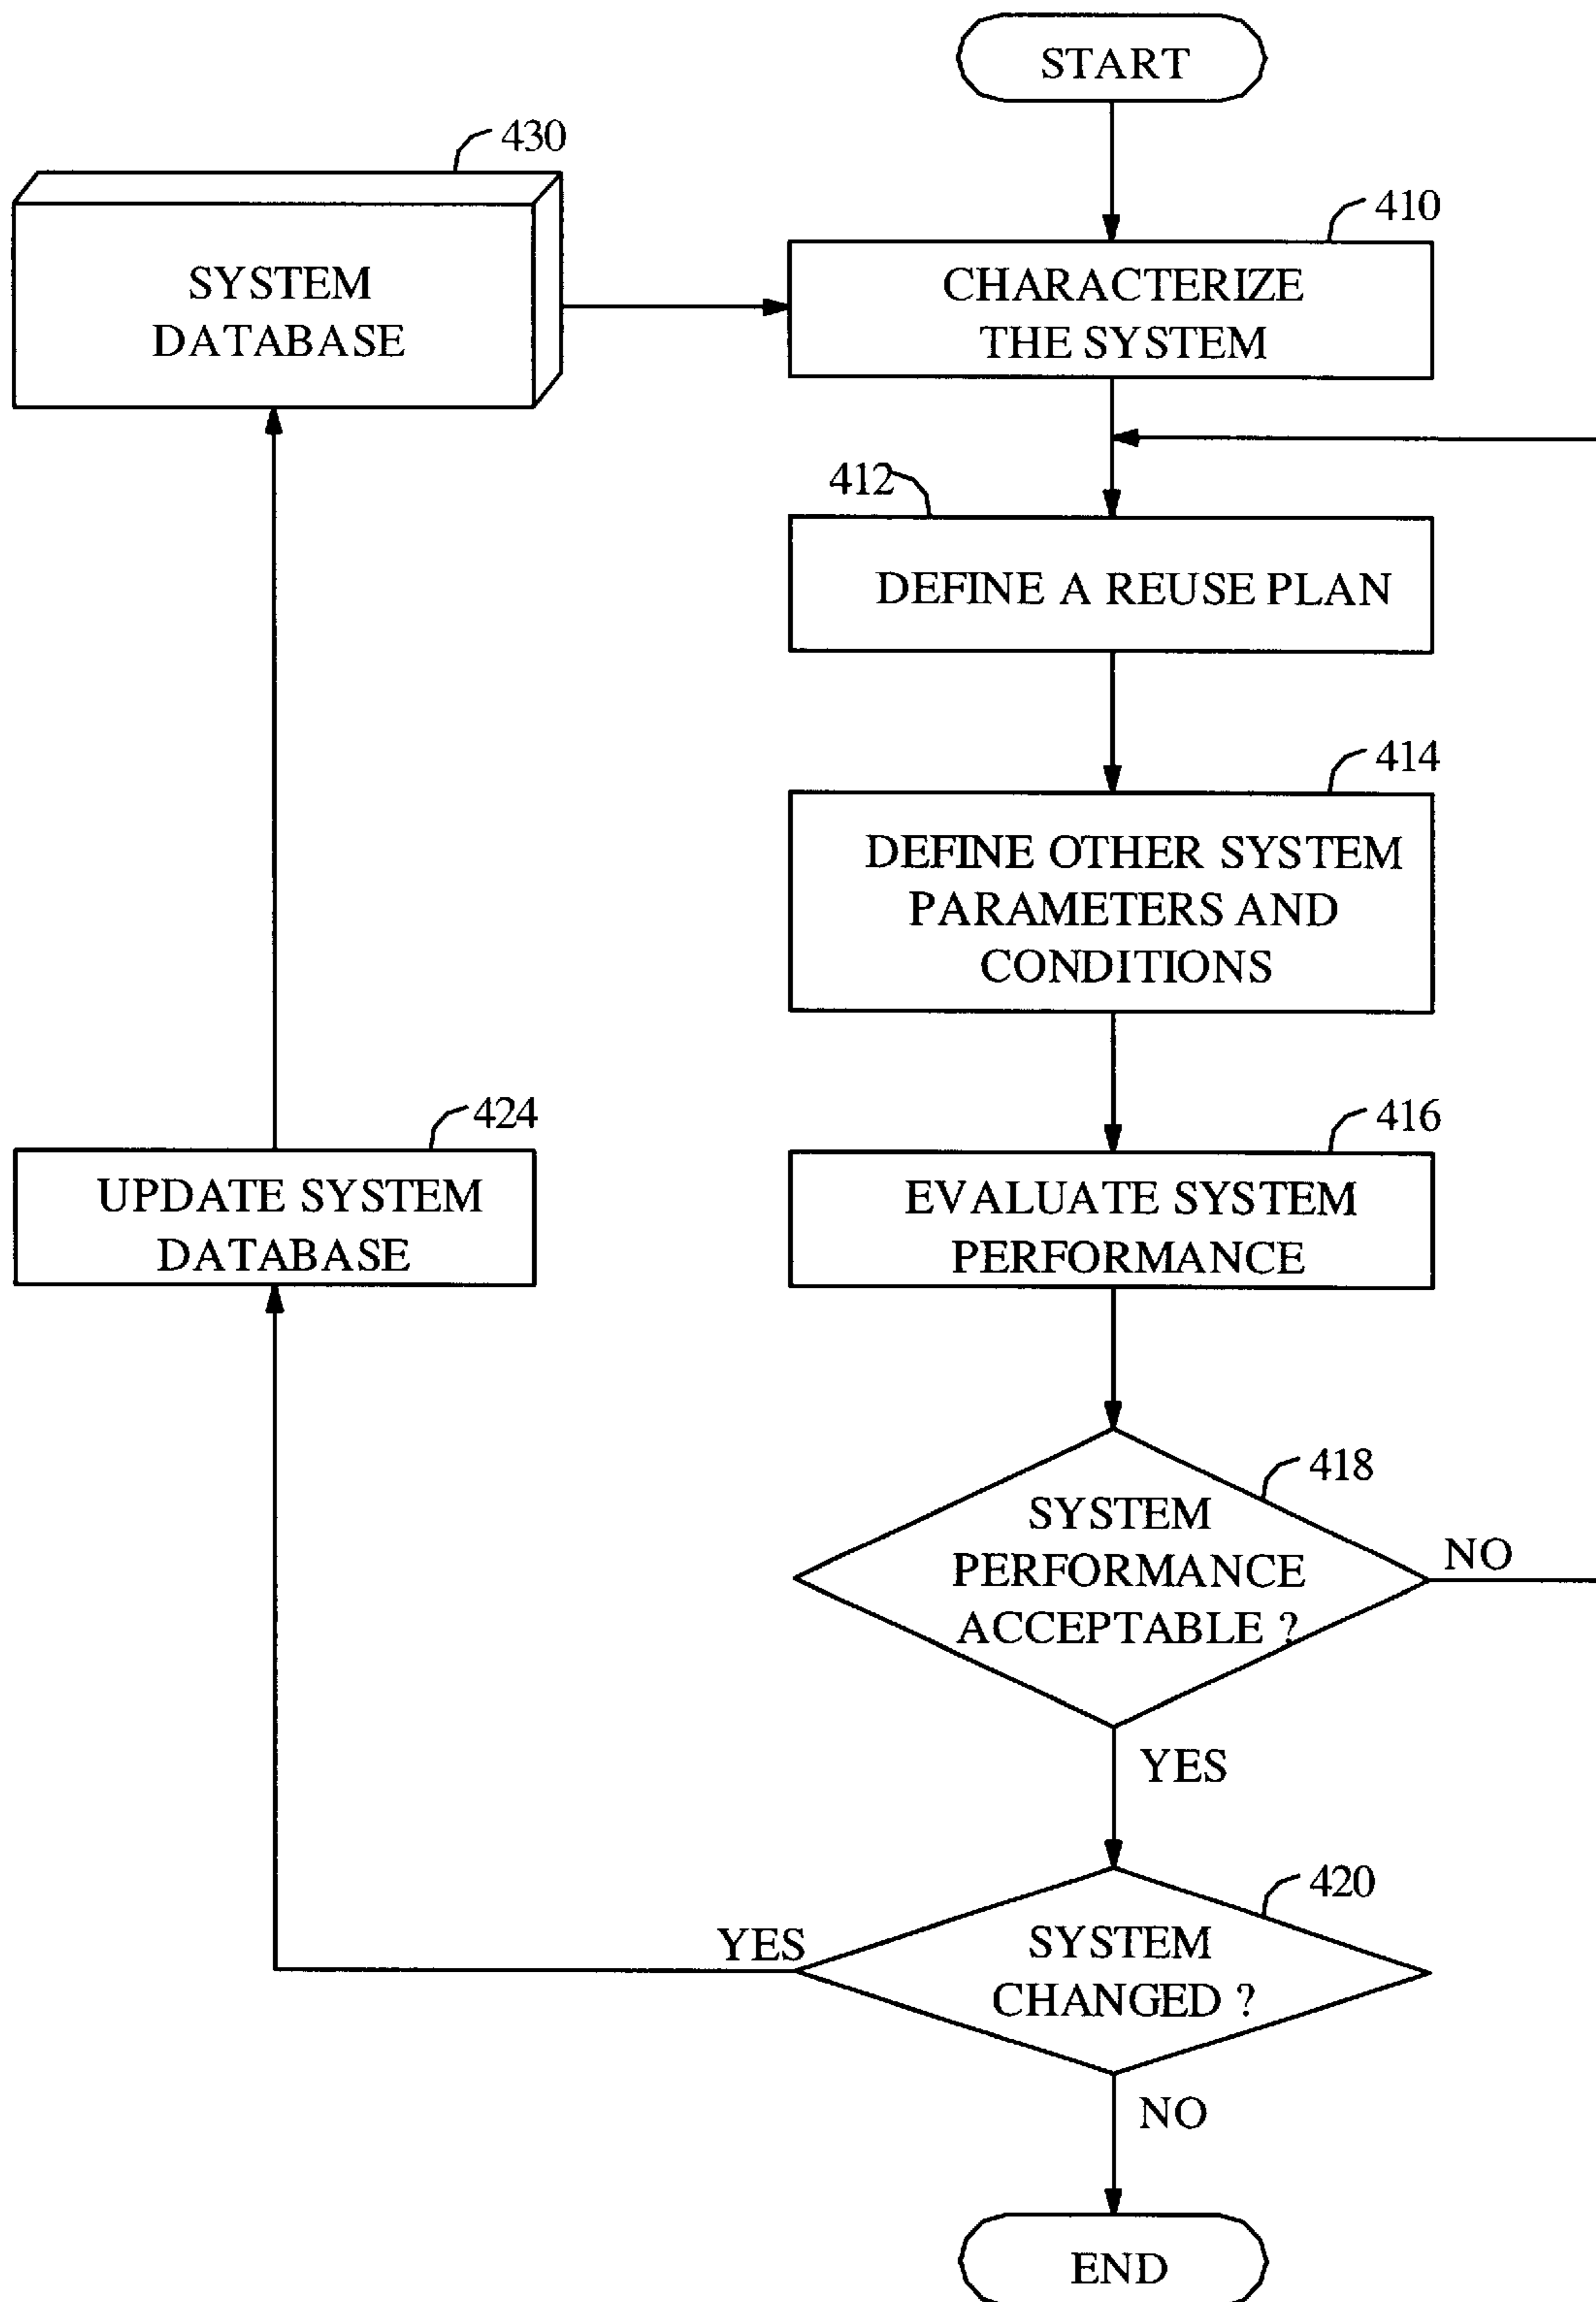 START
430
410
SYSTEM
DATABASE
CHARACTERIZE
THE SYSTEM
412
DEFINE A REUSE PLAN
414
DEFINE OTHER SYSTEM
PARAMETERS AND
CONDITIONS
424
416
UPDATE SYSTEM
DATABASE
EVALUATE SYSTEM
PERFORMANCE
418
SYSTEM
PERFORMANCE
ACCEPTABLE ?
NO
YES
420
YES
SYSTEM
CHANGED ?
NO
END